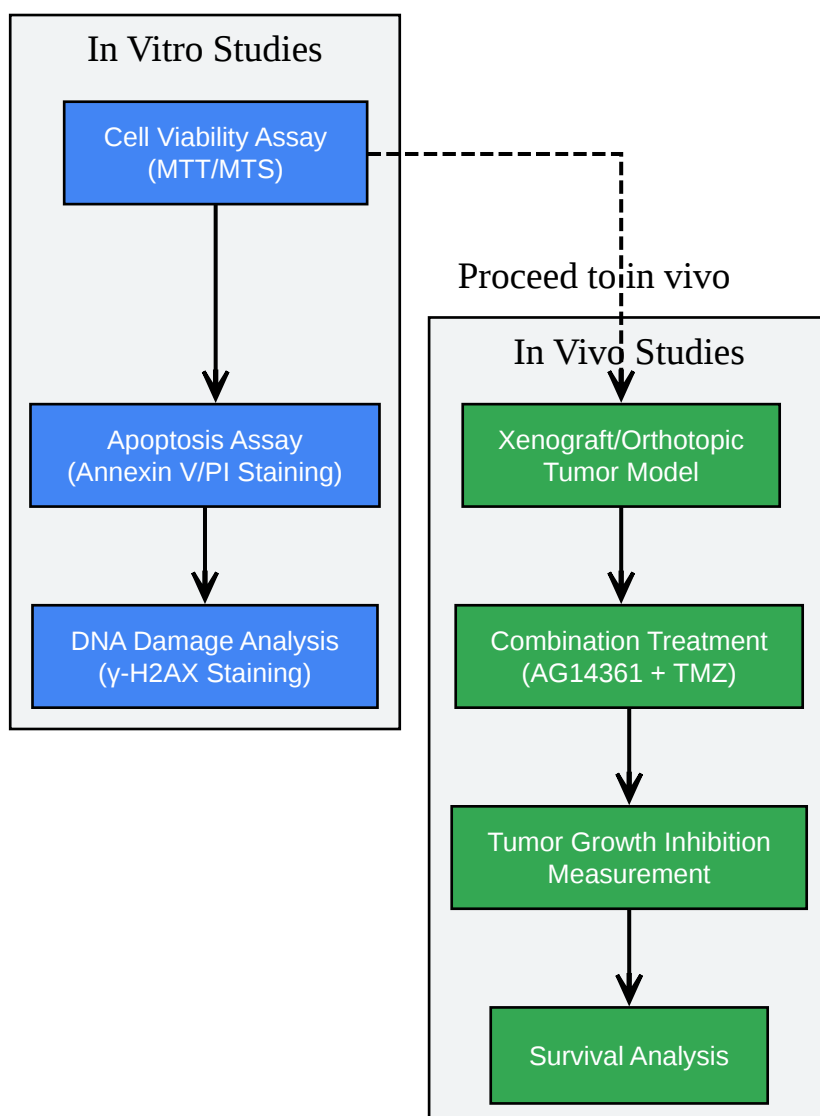 In Vitro Studies
Cell Viability Assay
(MTT/MTS)
Apoptosis Assay
(Annexin V/PI Staining)
DNA Damage Analysis
(γ-H2AX Staining)
Proceed to in vivo
In Vivo Studies
Xenograft/Orthotopic
Tumor Model
Combination Treatment
(AG14361 + TMZ)
Tumor Growth Inhibition
Measurement
Survival Analysis